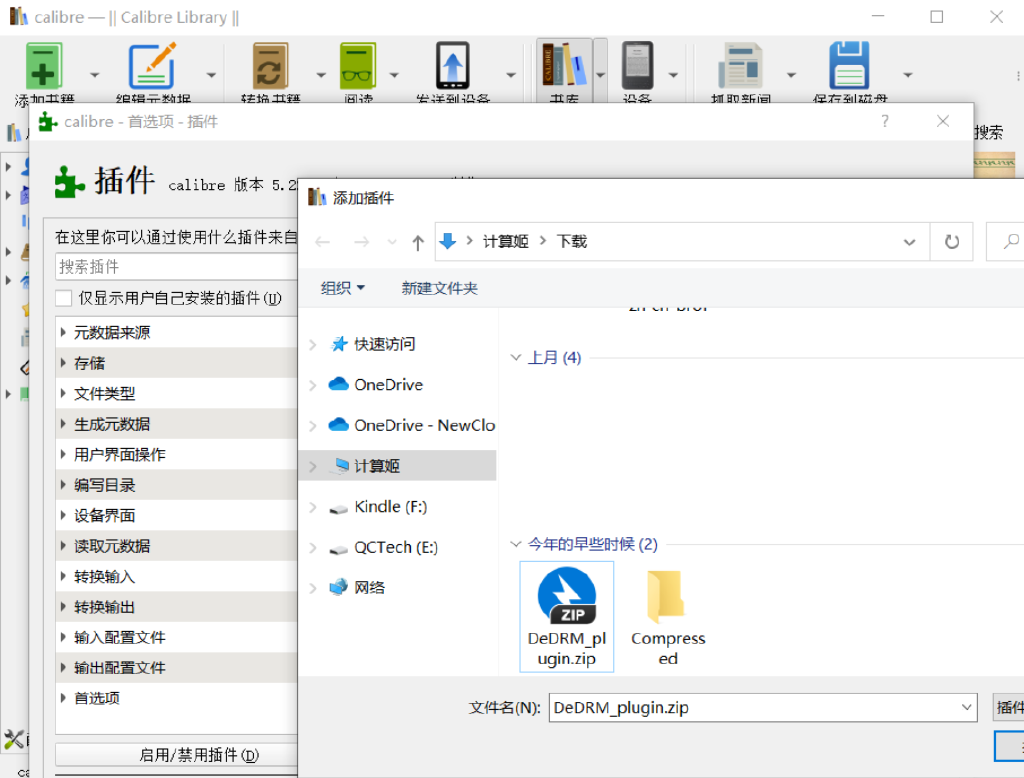 calibre — || Calibre Library ||
添加书籍 编辑元数据 转换书籍 阅读 发送到设备 书库 设备 抓取新闻 保存到磁盘
calibre - 首选项 - 插件 ?
搜索
插件 calibre 版本 5.2
添加插件
在这里你可以通过使用什么插件来自
计算姬 下载
搜索插件
组织 新建文件夹
仅显示用户自己安装的插件(U)
元数据来源
存储
文件类型
生成元数据
用户界面操作
编写目录
设备界面
读取元数据
转换输入
转换输出
输入配置文件
输出配置文件
首选项
启用/禁用插件(D)
快速访问
OneDrive
OneDrive - NewClo
计算姬
Kindle (F:)
QCTech (E:)
网络
上月 (4)
今年的早些时候 (2)
ZIP
DeDRM_pl
ugin.zip
Compress
ed
文件名(N): DeDRM_plugin.zip 插件